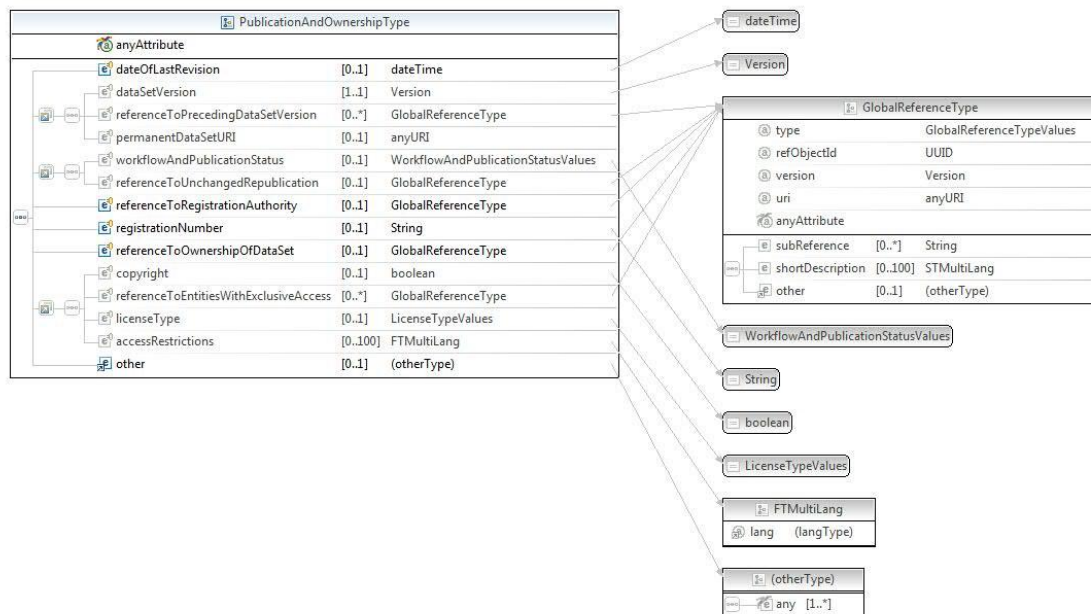 PublicationAndOwnershipType
anyAttribute
dateOfLastRevision [0..1] dateTime
dataSetVersion [1..1] Version
referenceToPrecedingDataSetVersion [0..*] GlobalReferenceType
permanentDataSetURI [0..1] anyURI
workflowAndPublicationStatus [0..1] WorkflowAndPublicationStatusValues
referenceToUnchangedRepublication [0..1] GlobalReferenceType
referenceToRegistrationAuthority [0..1] GlobalReferenceType
registrationNumber [0..1] String
referenceToOwnershipOfDataSet [0..1] GlobalReferenceType
copyright [0..1] boolean
referenceToEntitiesWithExclusiveAccess [0..*] GlobalReferenceType
licenseType [0..1] LicenseTypeValues
accessRestrictions [0..100] FTMultiLang
other [0..1] (otherType)
dateTime
Version
GlobalReferenceType
type GlobalReferenceTypeValues
refObjectId UUID
version Version
uri anyURI
anyAttribute
subReference [0..*] String
shortDescription [0..100] STMultiLang
other [0..1] (otherType)
WorkflowAndPublicationStatusValues
String
boolean
LicenseTypeValues
FTMultiLang
lang (langType)
(otherType)
any [1..*]